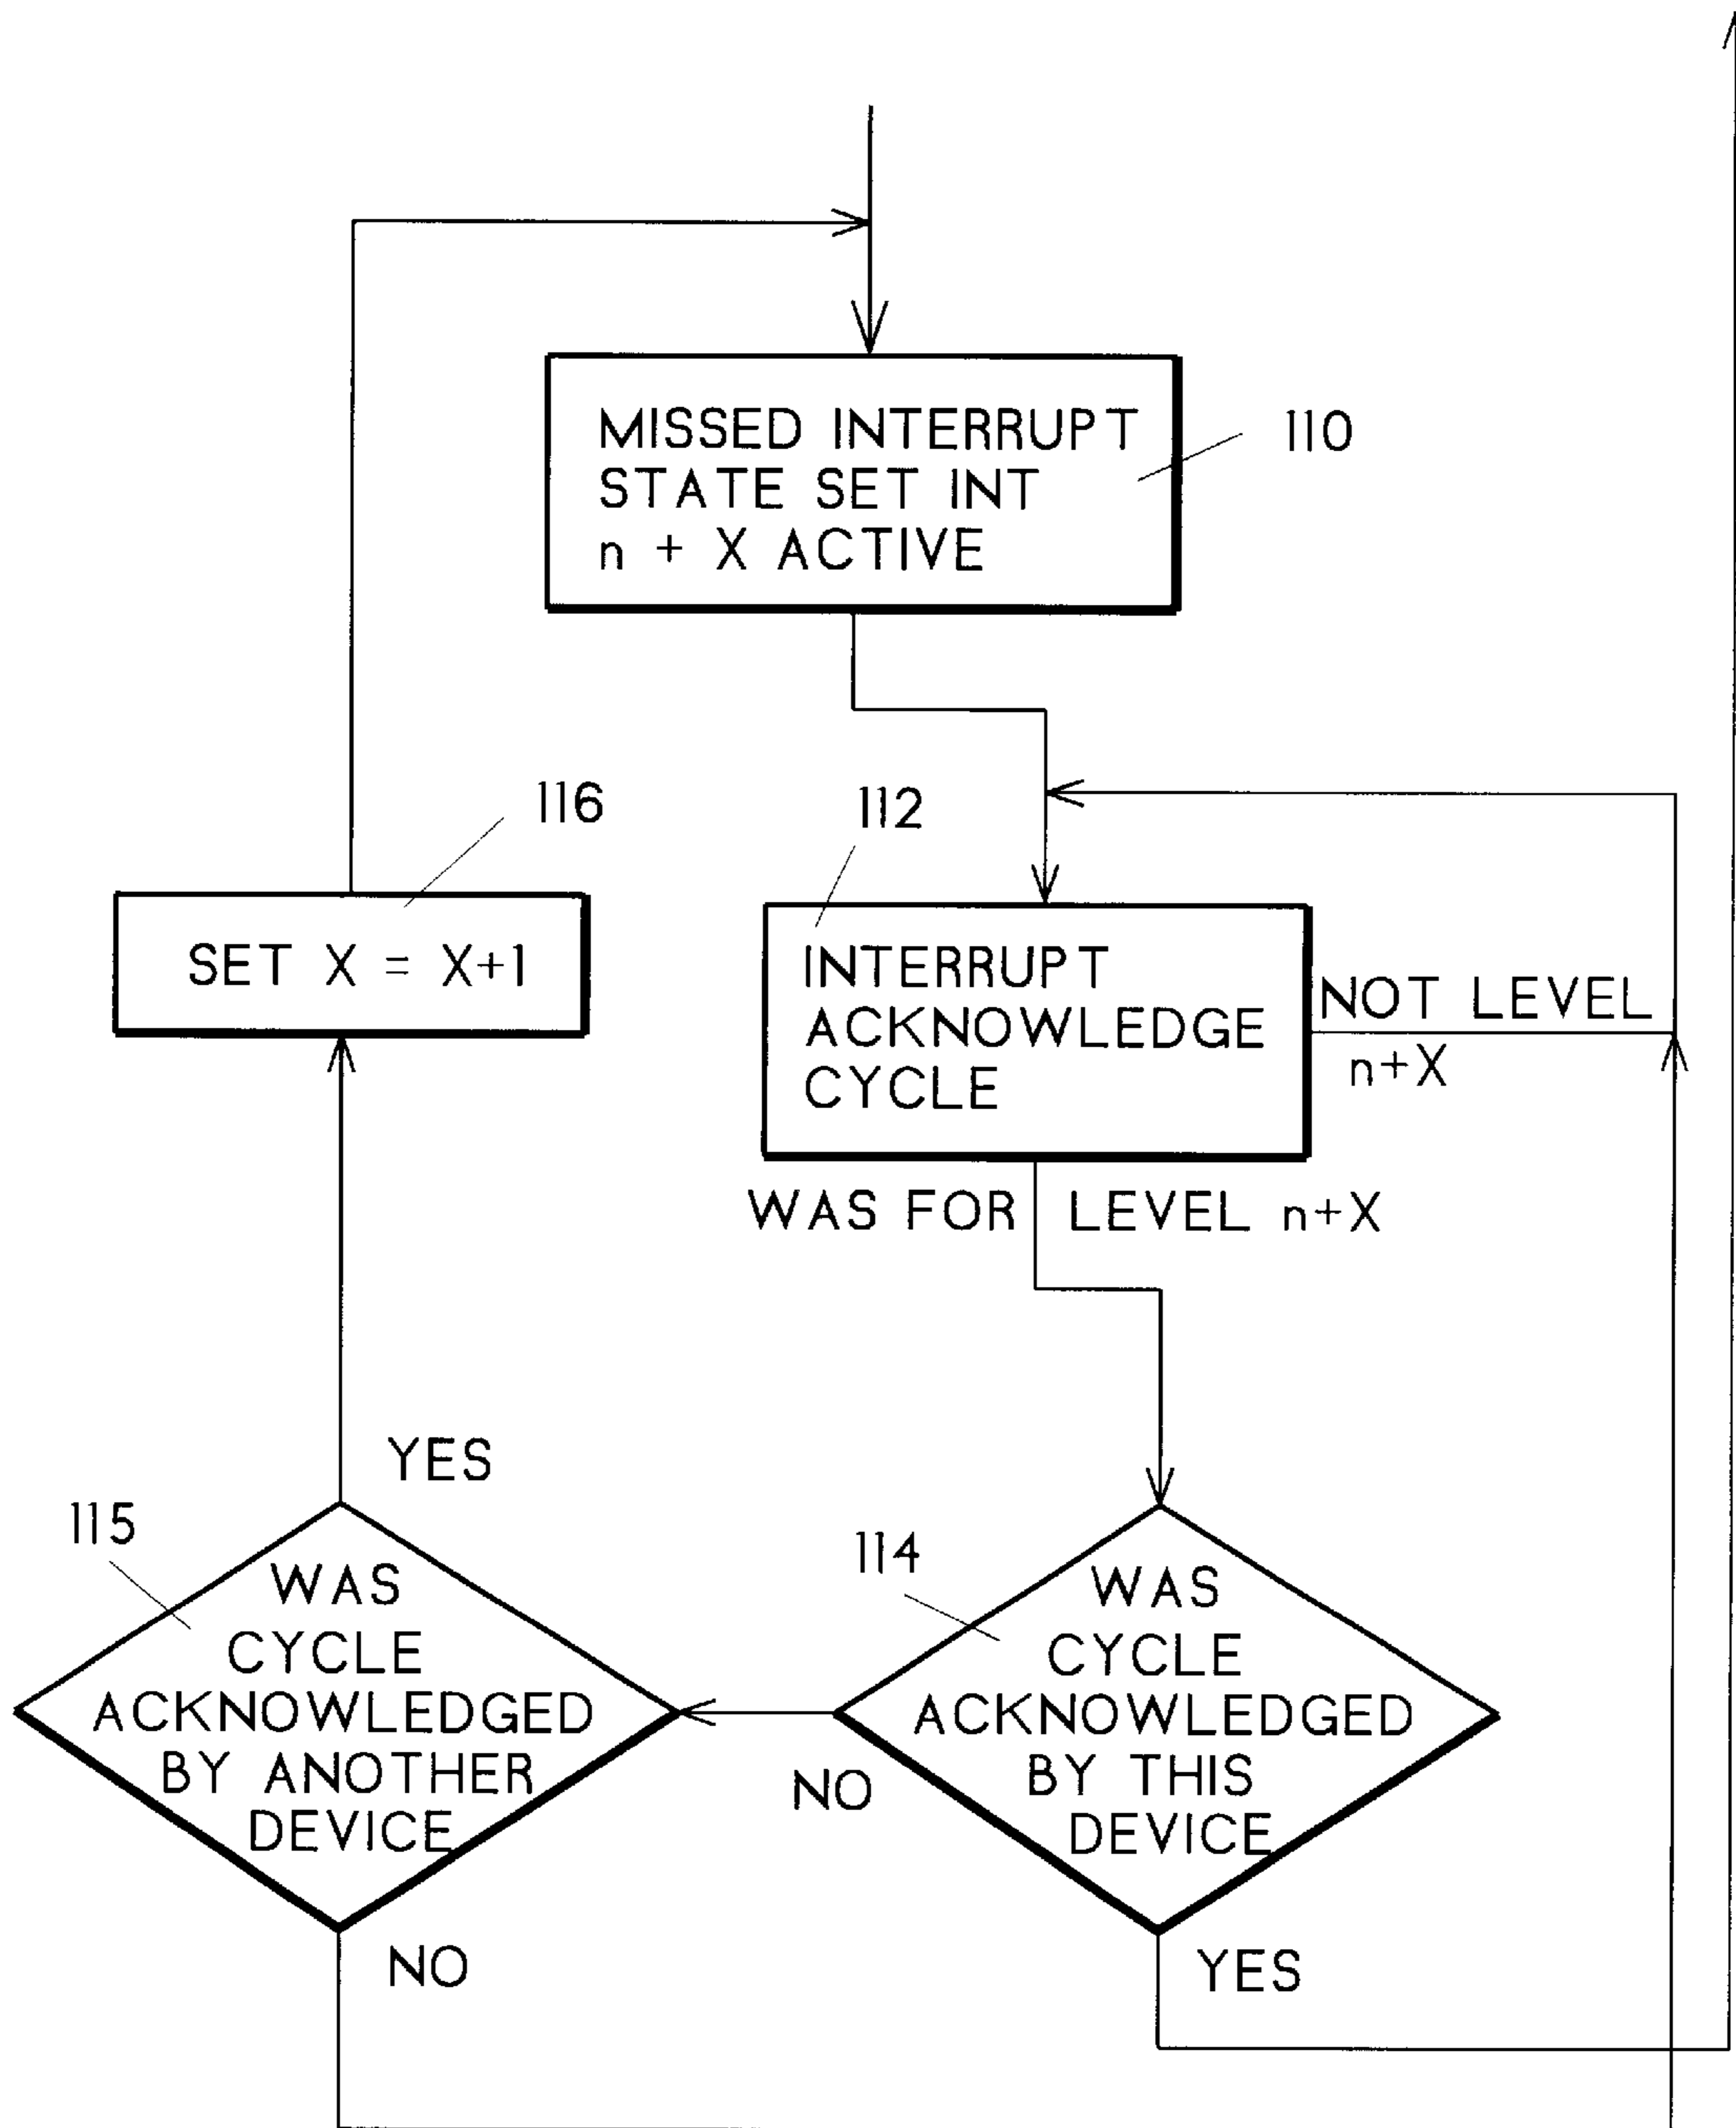 MISSED INTERRUPT
STATE SET INT
n + X ACTIVE
110
116
112
SET X = X+1
INTERRUPT
ACKNOWLEDGE
CYCLE
NOT LEVEL
n+X
WAS FOR LEVEL n+X
YES
115
WAS
CYCLE
ACKNOWLEDGED
BY ANOTHER
DEVICE
NO
114
WAS
CYCLE
ACKNOWLEDGED
BY THIS
DEVICE
NO
YES